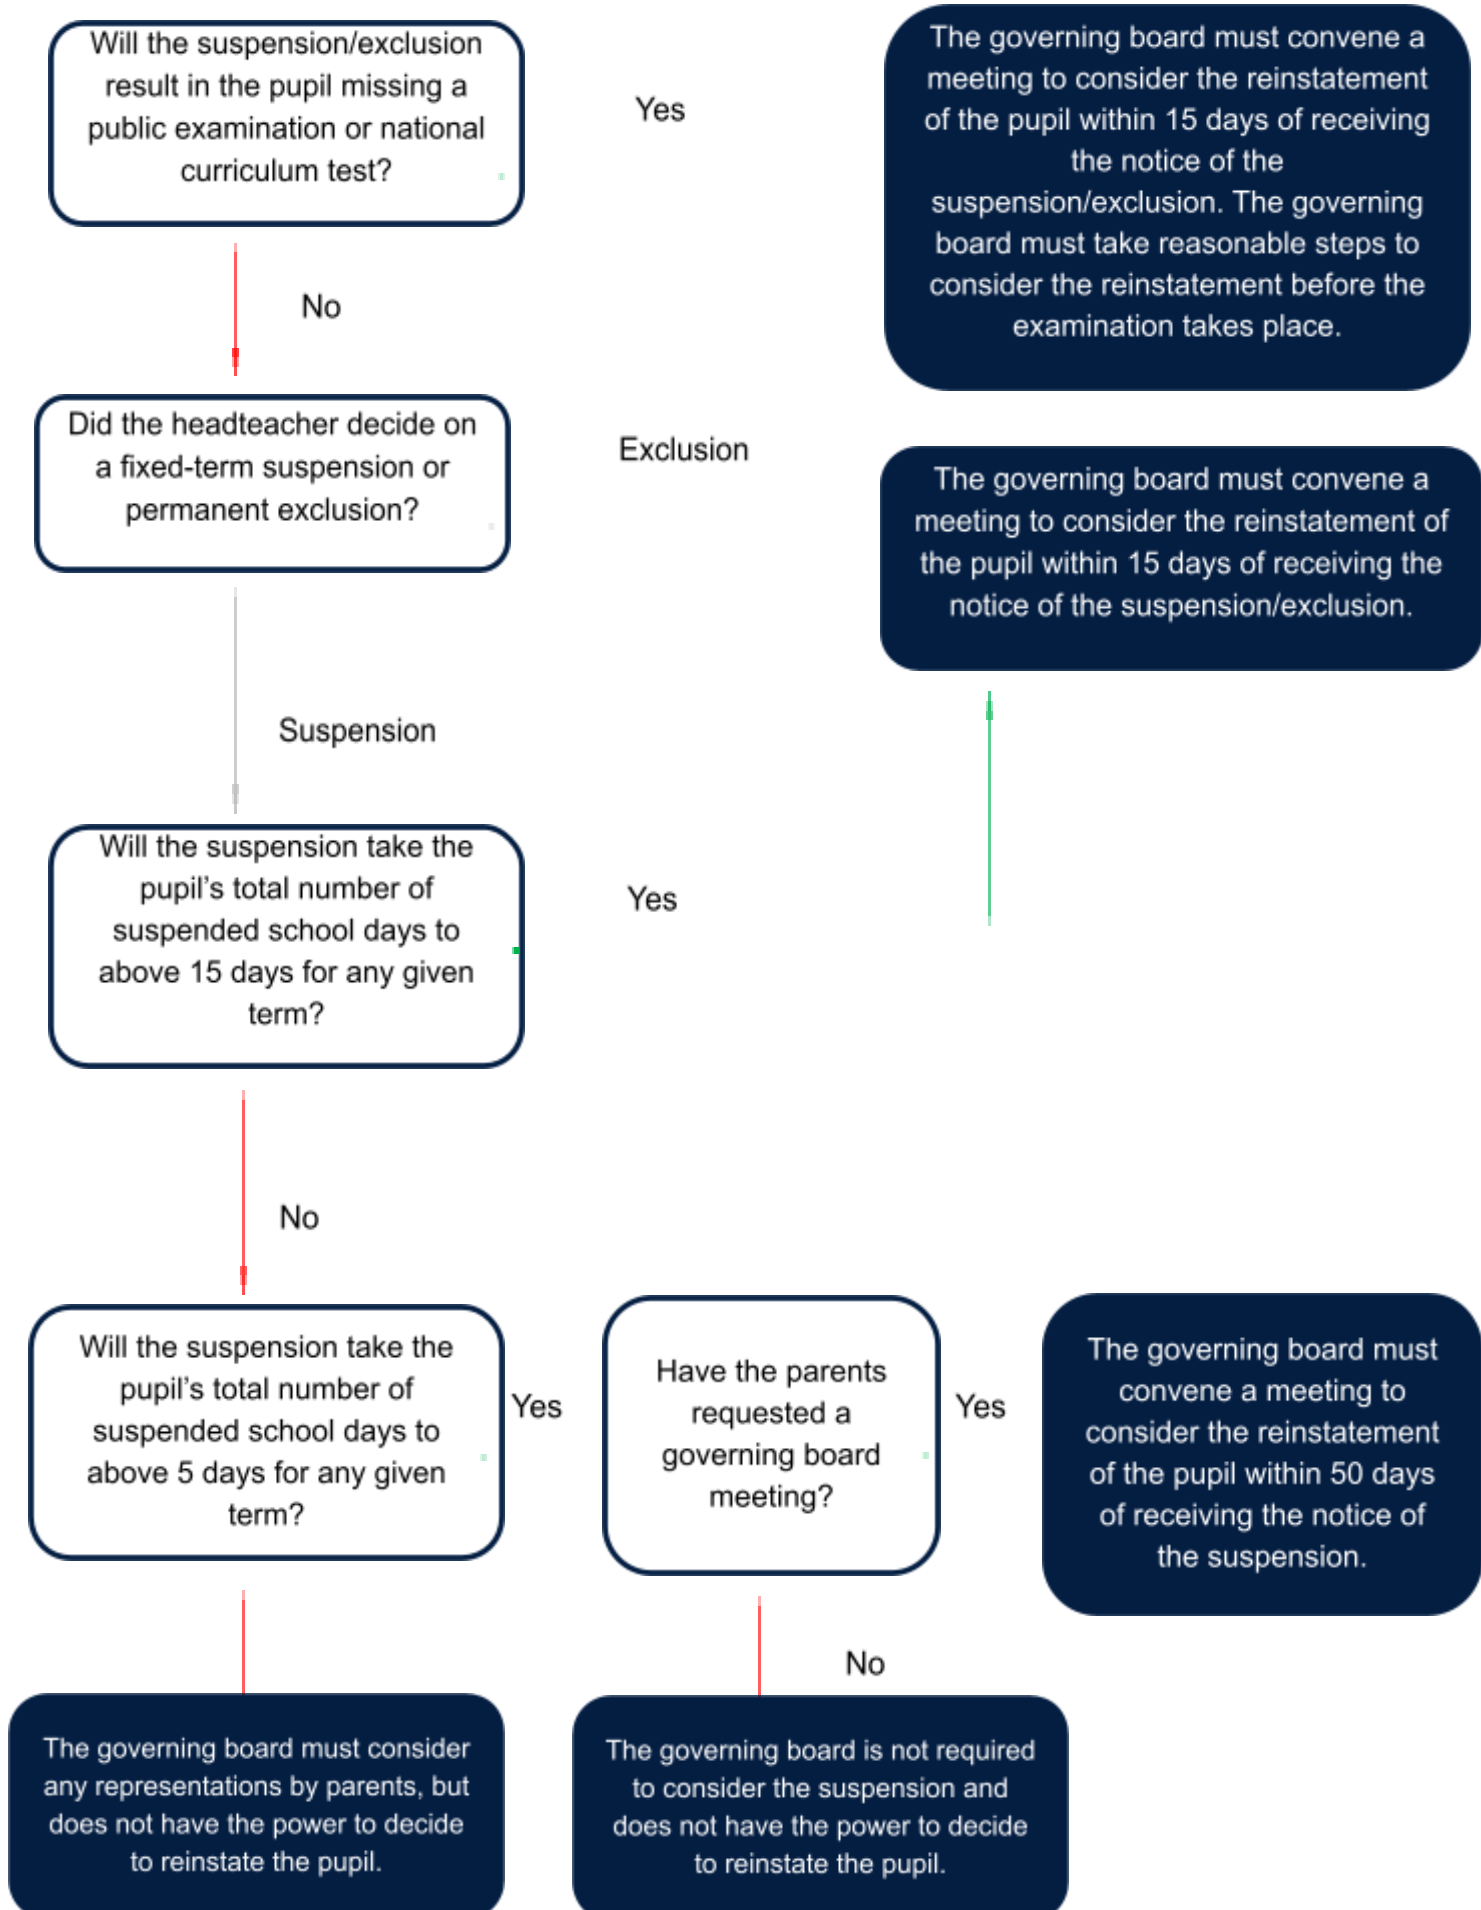 Will the suspension/exclusion
result in the pupil missing a
public examination or national
curriculum test?
Yes
The governing board must convene a
meeting to consider the reinstatement
of the pupil within 15 days of receiving
the notice of the
suspension/exclusion. The governing
board must take reasonable steps to
consider the reinstatement before the
examination takes place.
No
Did the headteacher decide on
a fixed-term suspension or
permanent exclusion?
Exclusion
The governing board must convene a
meeting to consider the reinstatement of
the pupil within 15 days of receiving the
notice of the suspension/exclusion.
Suspension
Will the suspension take the
pupil’s total number of
suspended school days to
above 15 days for any given
term?
Yes
No
Will the suspension take the
pupil’s total number of
suspended school days to
above 5 days for any given
term?
Yes
Have the parents
requested a
governing board
meeting?
Yes
The governing board must
convene a meeting to
consider the reinstatement
of the pupil within 50 days
of receiving the notice of
the suspension.
No
The governing board must consider
any representations by parents, but
does not have the power to decide
to reinstate the pupil.
The governing board is not required
to consider the suspension and
does not have the power to decide
to reinstate the pupil.